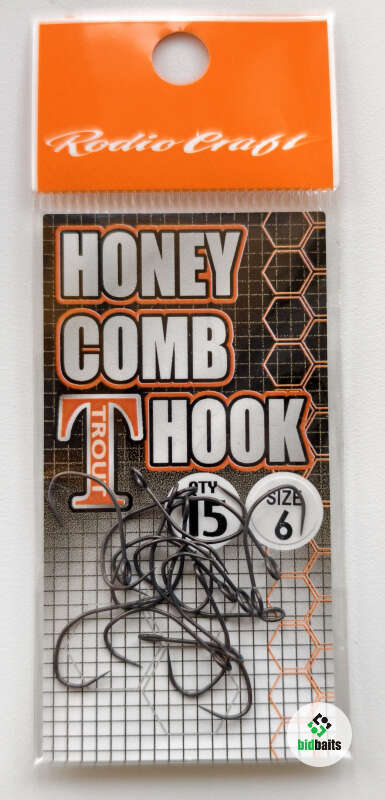 Rodio Craft
HONEY
COMB
TROUT
T HOOK
QTY
15
SIZE
6
bidbaits